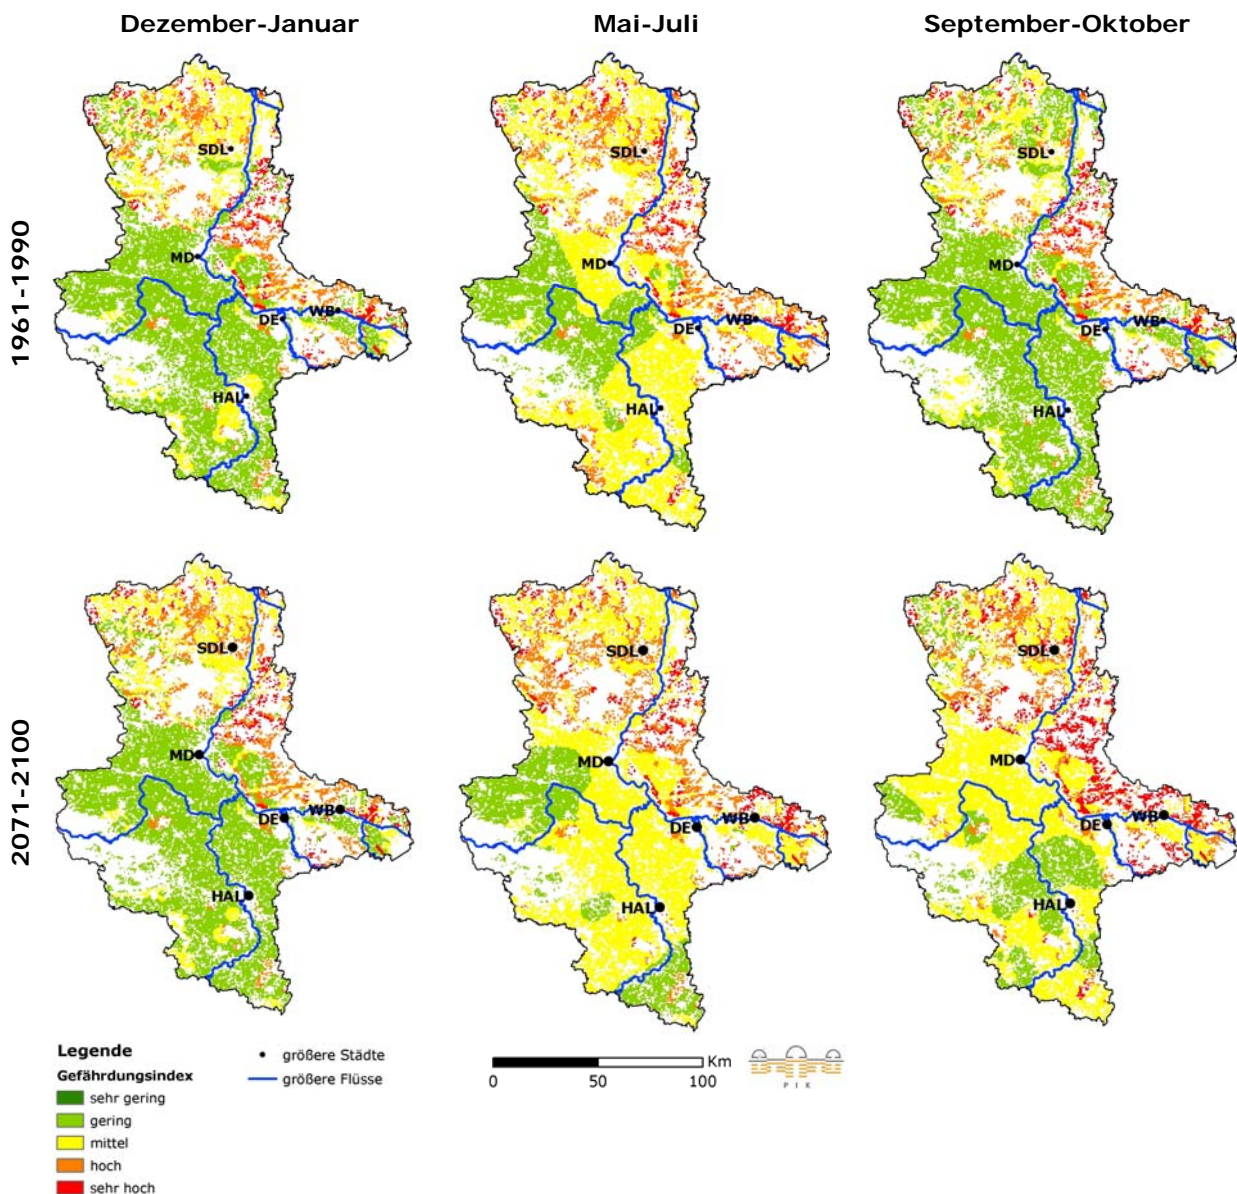 Dezember-Januar
Mai-Juli
September-Oktober
1961-1990
SDL
MD
DE
WB
HAL
SDL
MD
DE
WB
HAL
SDL
MD
DE
WB
HAL
2071-2100
SDL
MD
DE
WB
HAL
SDL
MD
DE
WB
HAL
SDL
MD
DE
WB
HAL
Legende
Gefährdungsindex
sehr gering
gering
mittel
hoch
sehr hoch
größere Städte
größere Flüsse
Km
0 50 100
P I K